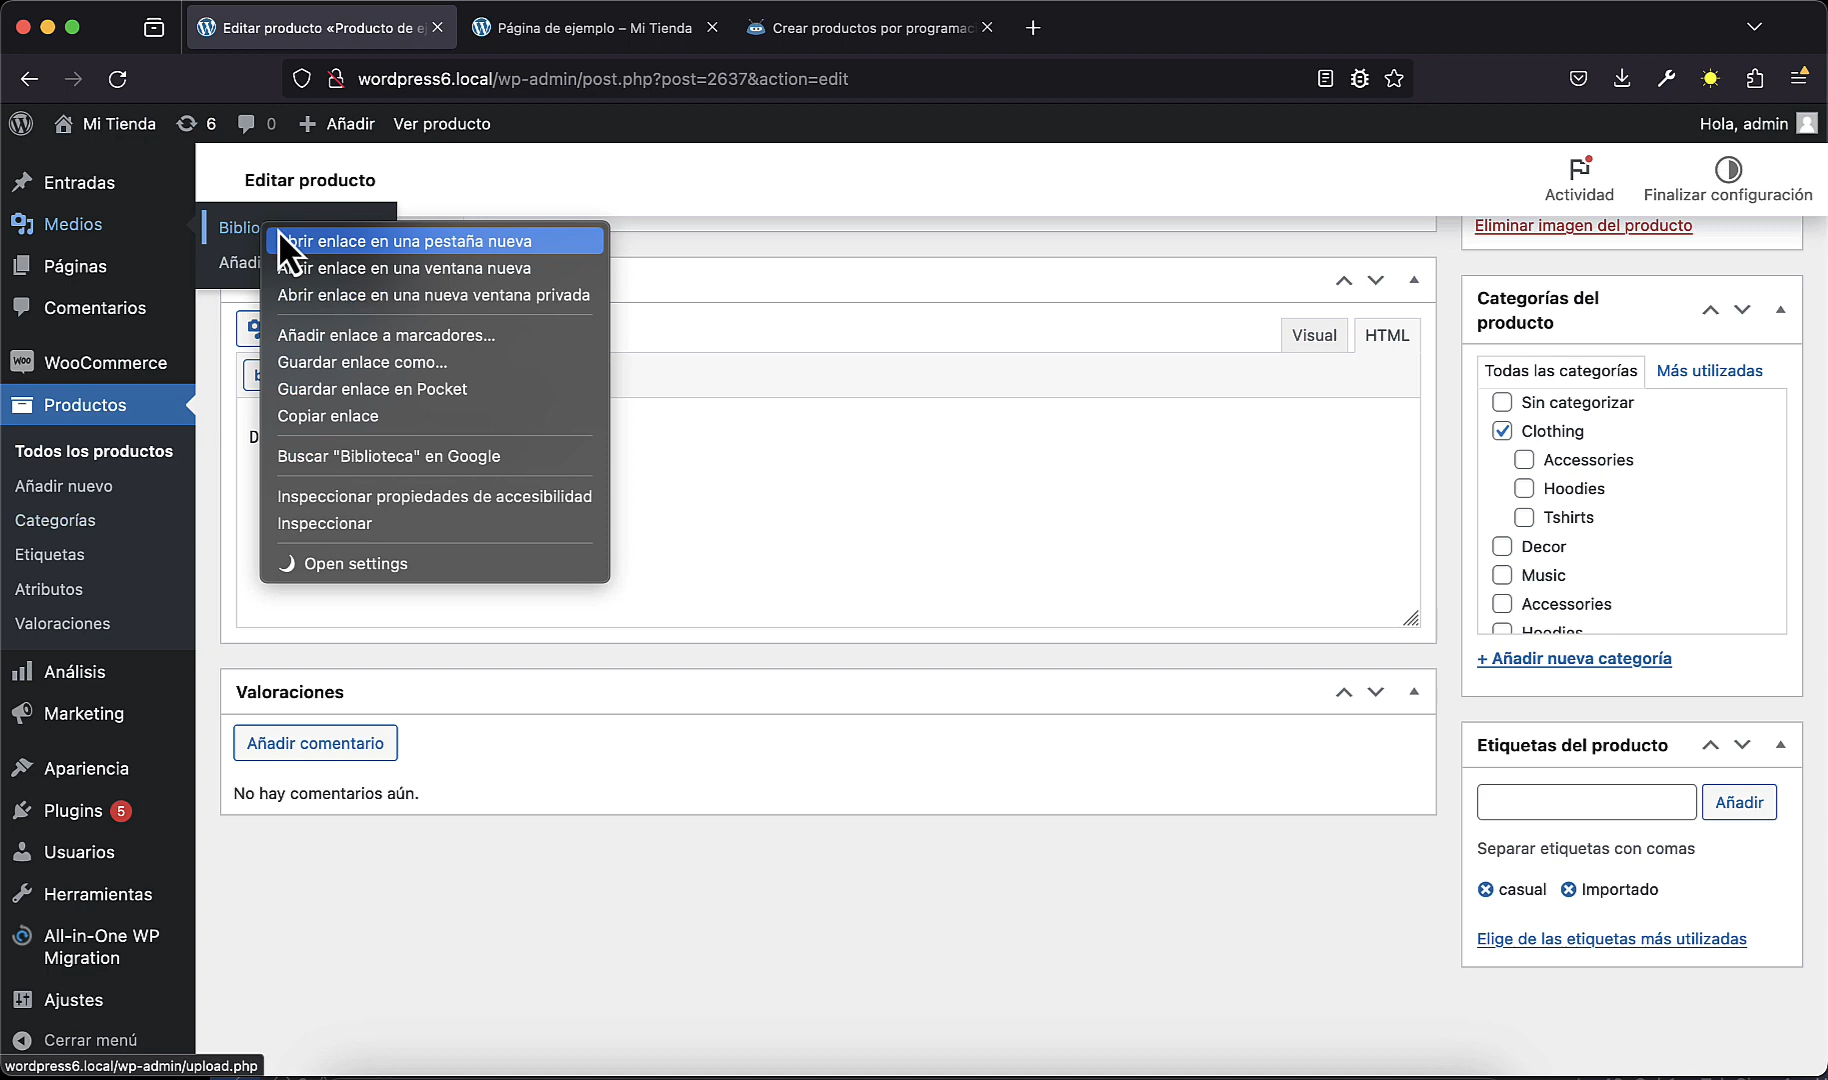 Editar producto «Producto de e
Página de ejemplo – Mi Tienda
Crear productos por programac
wordpress6.local/wp-admin/post.php?post=2637&action=edit
Mi Tienda
6
0
Añadir
Ver producto
Hola, admin
Entradas
Medios
Páginas
Comentarios
WooCommerce
Productos
Todos los productos
Añadir nuevo
Categorías
Etiquetas
Atributos
Valoraciones
Análisis
Marketing
Apariencia
Plugins 5
Usuarios
Herramientas
All-in-One WP
Migration
Ajustes
Cerrar menú
wordpress6.local/wp-admin/upload.php
Editar producto
Actividad
Finalizar configuración
Biblio
Añadi
Abrir enlace en una pestaña nueva
Abrir enlace en una ventana nueva
Abrir enlace en una nueva ventana privada
Añadir enlace a marcadores...
Guardar enlace como...
Guardar enlace en Pocket
Copiar enlace
Buscar "Biblioteca" en Google
Inspeccionar propiedades de accesibilidad
Inspeccionar
Open settings
Visual
HTML
b
D
Valoraciones
Añadir comentario
No hay comentarios aún.
Eliminar imagen del producto
Categorías del
producto
Todas las categorías
Más utilizadas
Sin categorizar
Clothing
Accessories
Hoodies
Tshirts
Decor
Music
Accessories
Hoodies
+ Añadir nueva categoría
Etiquetas del producto
Añadir
Separar etiquetas con comas
casual
Importado
Elige de las etiquetas más utilizadas